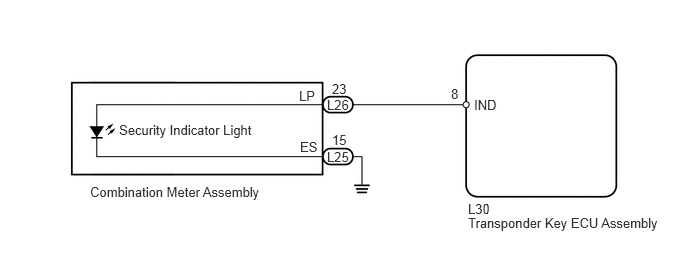 LP
23
L26
8
IND
Security Indicator Light
ES
15
L25
Combination Meter Assembly
L30
Transponder Key ECU Assembly